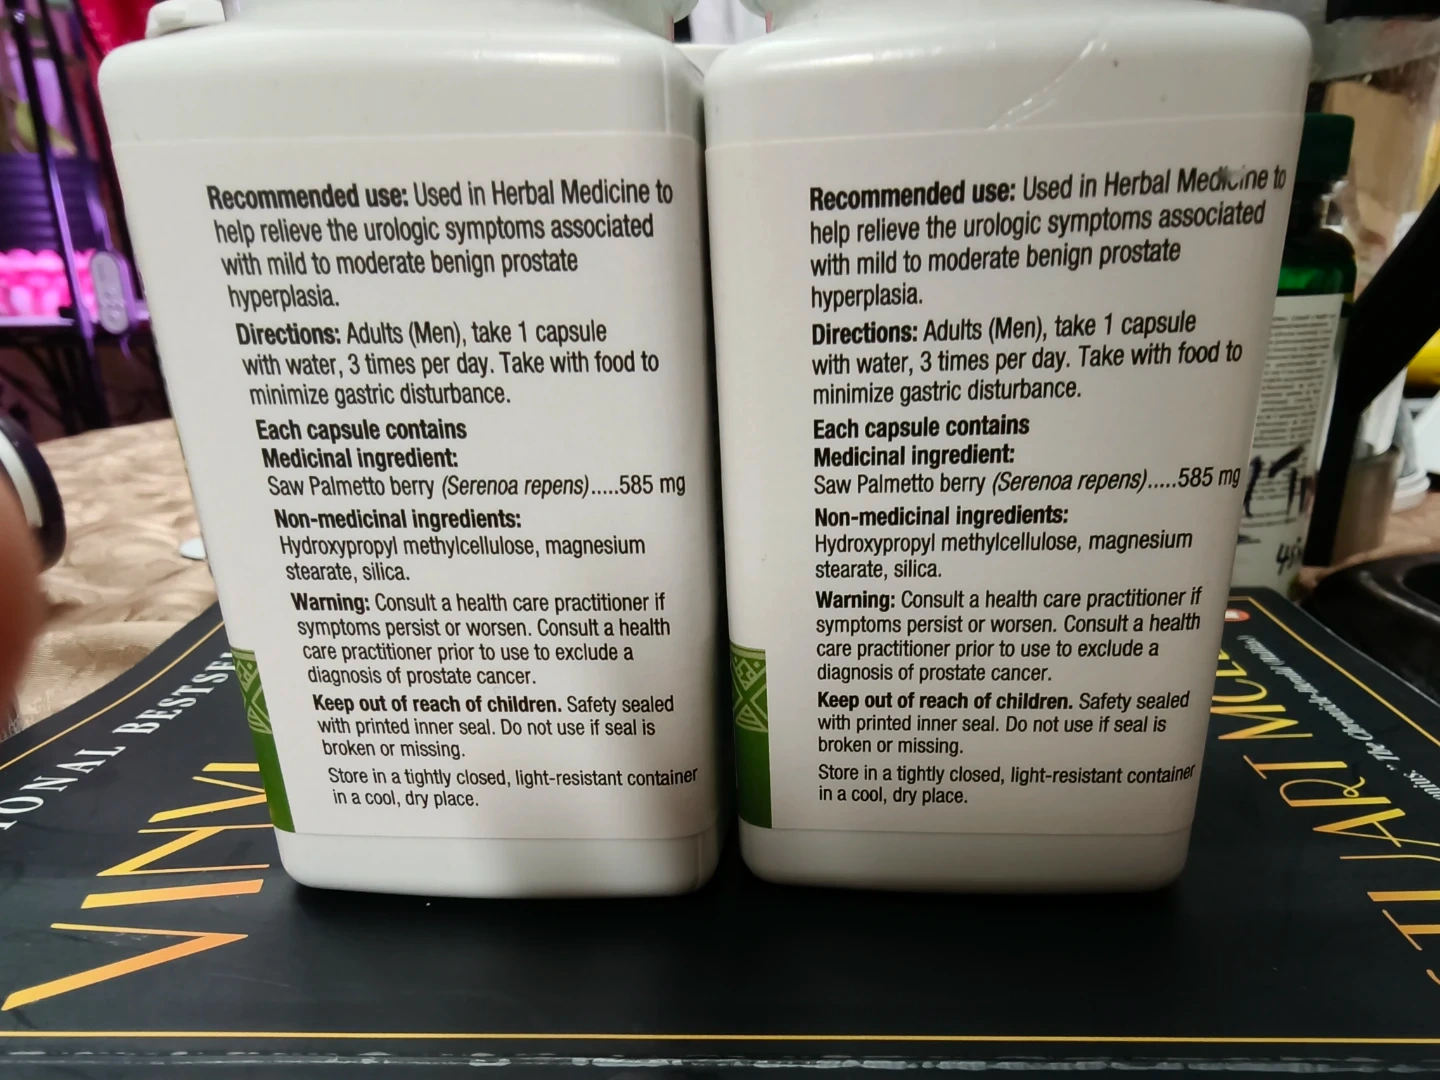 Recommended use: Used in Herbal Medicine to
help relieve the urologic symptoms associated
with mild to moderate benign prostate
hyperplasia.
Directions: Adults (Men), take 1 capsule
with water, 3 times per day. Take with food to
minimize gastric disturbance.
Each capsule contains
Medicinal ingredient:
Saw Palmetto berry (Serenoa repens).....585 mg
Non-medicinal ingredients:
Hydroxypropyl methylcellulose, magnesium
stearate, silica.
Warning: Consult a health care practitioner if
symptoms persist or worsen. Consult a health
care practitioner prior to use to exclude a
diagnosis of prostate cancer.
Keep out of reach of children. Safety sealed
with printed inner seal. Do not use if seal is
broken or missing.
Store in a tightly closed, light-resistant container
in a cool, dry place.
Recommended use: Used in Herbal Medicine to
help relieve the urologic symptoms associated
with mild to moderate benign prostate
hyperplasia.
Directions: Adults (Men), take 1 capsule
with water, 3 times per day. Take with food to
minimize gastric disturbance.
Each capsule contains
Medicinal ingredient:
Saw Palmetto berry (Serenoa repens).....585 mg
Non-medicinal ingredients:
Hydroxypropyl methylcellulose, magnesium
stearate, silica.
Warning: Consult a health care practitioner if
symptoms persist or worsen. Consult a health
care practitioner prior to use to exclude a
diagnosis of prostate cancer.
Keep out of reach of children. Safety sealed
with printed inner seal. Do not use if seal is
broken or missing.
Store in a tightly closed, light-resistant container
in a cool, dry place.